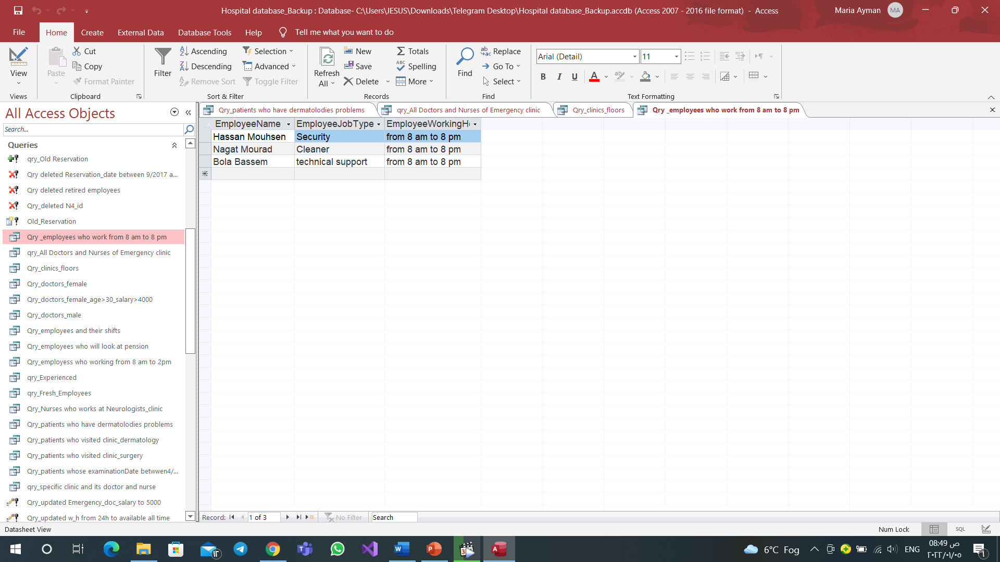 Hospital database_Backup : Database- C:\Users\JESUS\Downloads\Telegram Desktop\Hospital database_Backup.accdb (Access 2007 - 2016 file format) - Access
Maria Ayman
MA
File
Home
Create
External Data
Database Tools
Help
Tell me what you want to do
View
Views
Paste
Cut
Copy
Format Painter
Clipboard
Filter
Ascending
Descending
Remove Sort
Selection
Advanced
Toggle Filter
Sort & Filter
Refresh
All
New
Save
Delete
Totals
Spelling
More
Records
Find
Replace
Go To
Select
Find
Arial (Detail)
11
B I U
Text Formatting
All Access Objects
Search...
Queries
qry_Old Reservation
Qry deleted Reservation_date between 9/2017 a...
Qry deleted retired employees
Qry_deleted N4_id
Old_Reservation
Qry _employees who work from 8 am to 8 pm
qry_All Doctors and Nurses of Emergency clinic
Qry_clinics_floors
Qry_doctors_female
Qry_doctors_female_age>30_salary>4000
Qry_doctors_male
Qry_employees and their shifts
Qry_employees who will look at pension
Qry_employess who working from 8 am to 2pm
qry_Experienced
qry_Fresh_Employees
Qry_Nurses who works at Neurologists_clinic
Qry_patients who have dermatolodies problems
Qry_patients who visited clinic_dermatology
Qry_patients who visited clinic_surgery
Qry_patients whose examinationDate betwwen4/...
qry_specific clinic and its doctor and nurse
Qry_updated Emergency_doc_salary to 5000
Qry_updated w_h from 24h to available all time
Qry_patients who have dermatolodies problems
qry_All Doctors and Nurses of Emergency clinic
Qry_clinics_floors
Qry _employees who work from 8 am to 8 pm
EmployeeName EmployeeJobType EmployeeWorkingH
Hassan Mouhsen Security from 8 am to 8 pm
Nagat Mourad Cleaner from 8 am to 8 pm
Bola Bassem technical support from 8 am to 8 pm
Record: 1 of 3 No Filter Search
Datasheet View
Num Lock
SQL
6°C Fog
ENG
08:49 ص
٢٠٢٢/٠١/٠٥